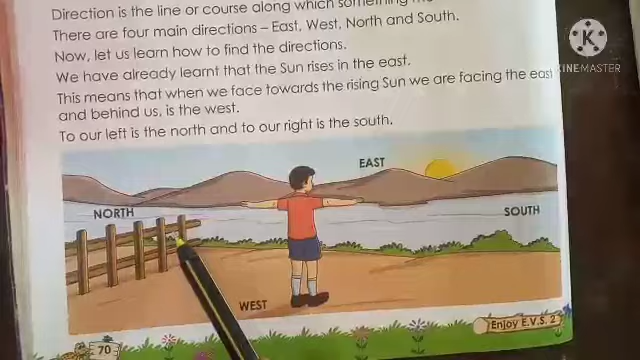 Direction is the line or course along which
There are four main directions – East, West, North and South.
Now, let us learn how to find the directions.
We have already learnt that the Sun rises in the east.
This means that when we face towards the rising Sun we are facing the east
and behind us, is the west.
To our left is the north and to our right is the south.
EAST
NORTH
SOUTH
WEST
70
Enjoy E.V.S. 2
K
KINEMASTER